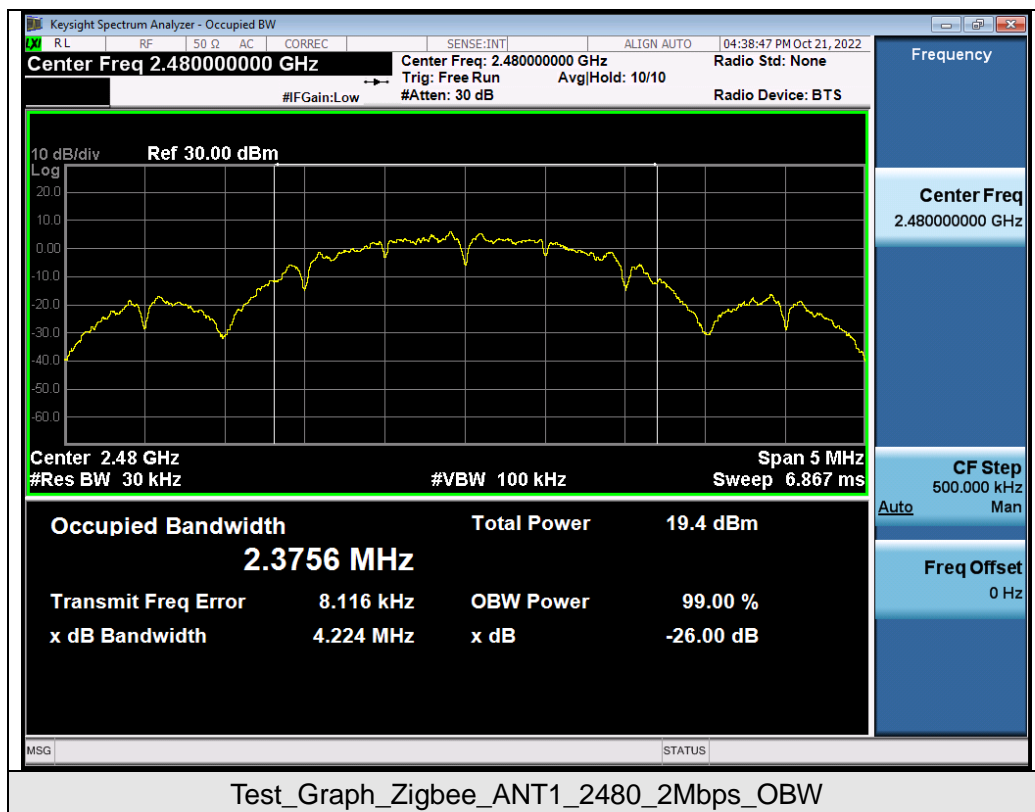 Keysight Spectrum Analyzer - Occupied BW
LXI RL RF 50 Ω AC CORREC SENSE:INT ALIGN AUTO 04:38:47 PM Oct 21, 2022
Center Freq 2.480000000 GHz
Center Freq: 2.480000000 GHz
Radio Std: None
Trig: Free Run Avg|Hold: 10/10
#IFGain:Low
#Atten: 30 dB
Radio Device: BTS
10 dB/div Ref 30.00 dBm
Log
20.0
10.0
0.00
-10.0
-20.0
-30.0
-40.0
-50.0
-60.0
Center 2.48 GHz Span 5 MHz
#Res BW 30 kHz #VBW 100 kHz Sweep 6.867 ms
Occupied Bandwidth Total Power 19.4 dBm
2.3756 MHz
Transmit Freq Error 8.116 kHz OBW Power 99.00 %
x dB Bandwidth 4.224 MHz x dB -26.00 dB
Frequency
Center Freq
2.480000000 GHz
CF Step
500.000 kHz
Auto Man
Freq Offset
0 Hz
MSG STATUS
Test_Graph_Zigbee_ANT1_2480_2Mbps_OBW